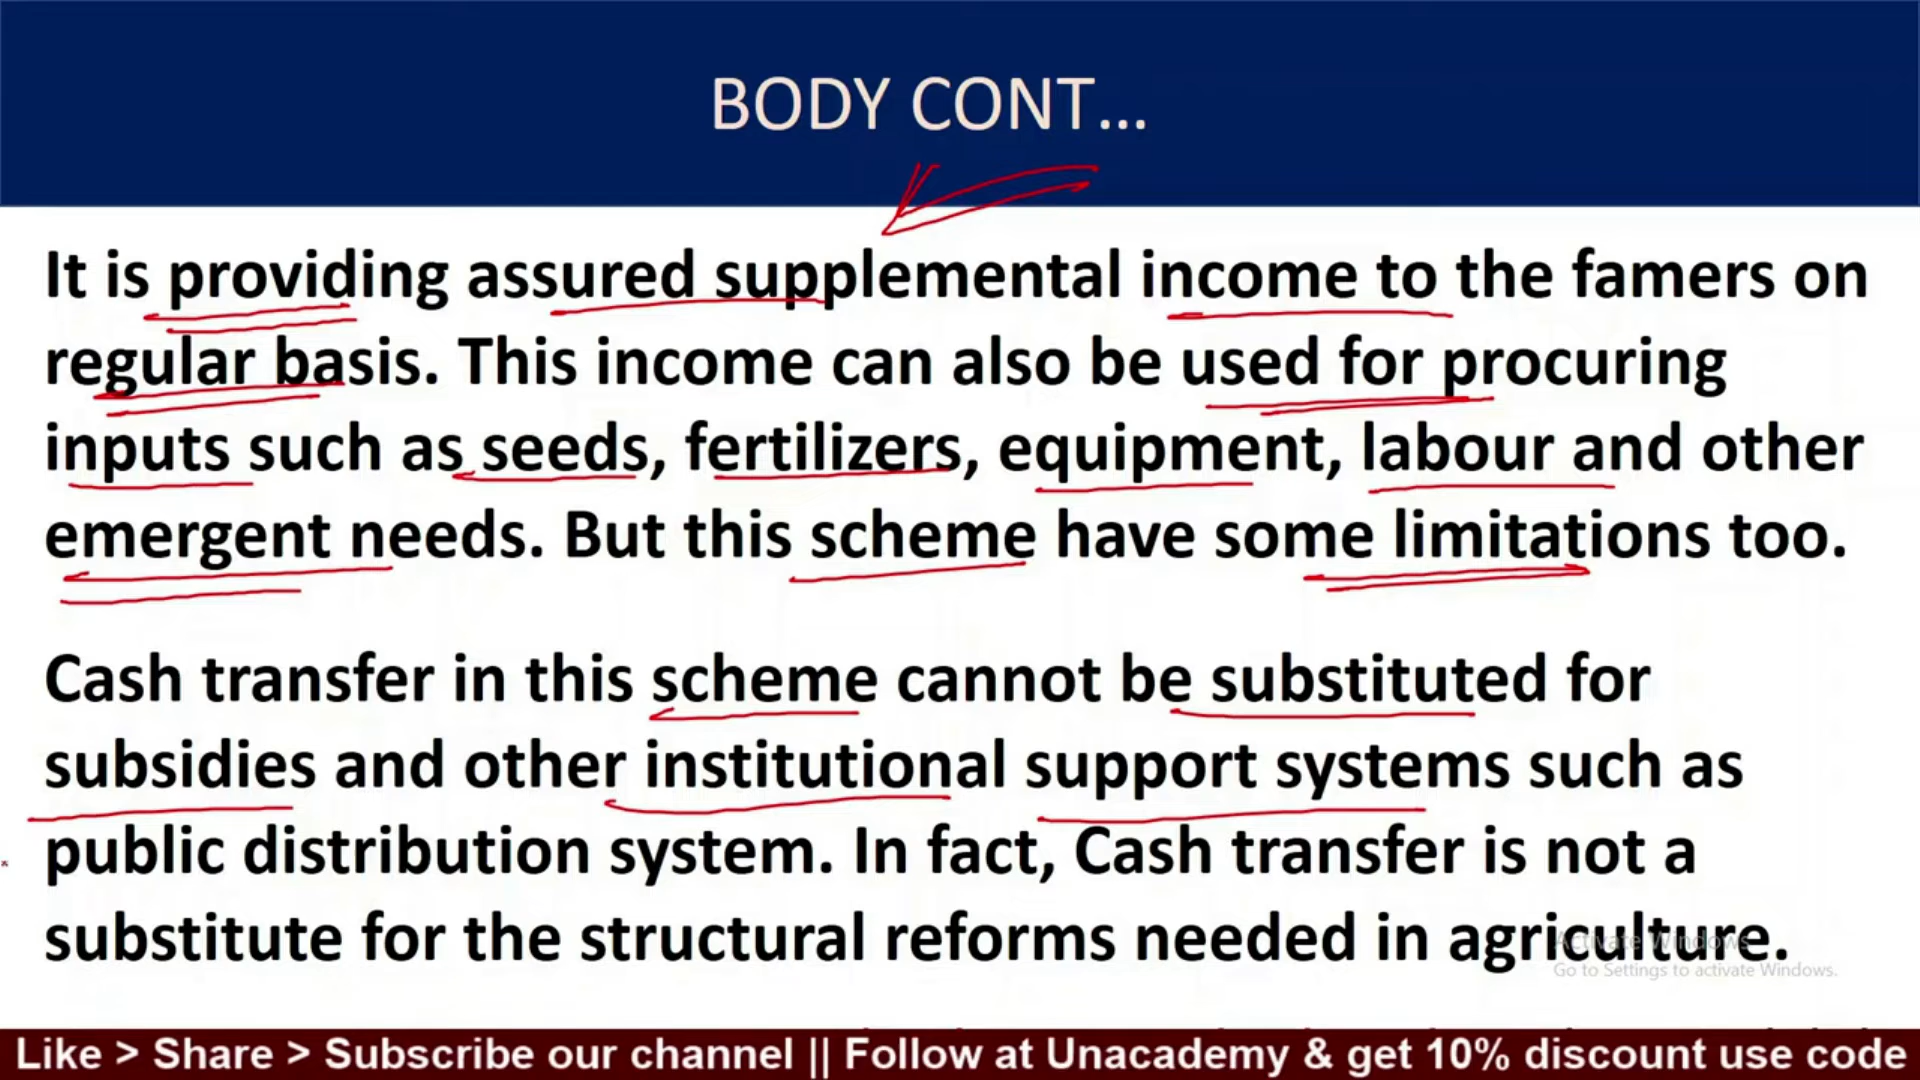 BODY CONT...
It is providing assured supplemental income to the famers on
regular basis. This income can also be used for procuring
inputs such as seeds, fertilizers, equipment, labour and other
emergent needs. But this scheme have some limitations too.
Cash transfer in this scheme cannot be substituted for
subsidies and other institutional support systems such as
public distribution system. In fact, Cash transfer is not a
substitute for the structural reforms needed in agriculture.
Activate Windows
Go to Settings to activate Windows.
Like > Share > Subscribe our channel || Follow at Unacademy & get 10% discount use code